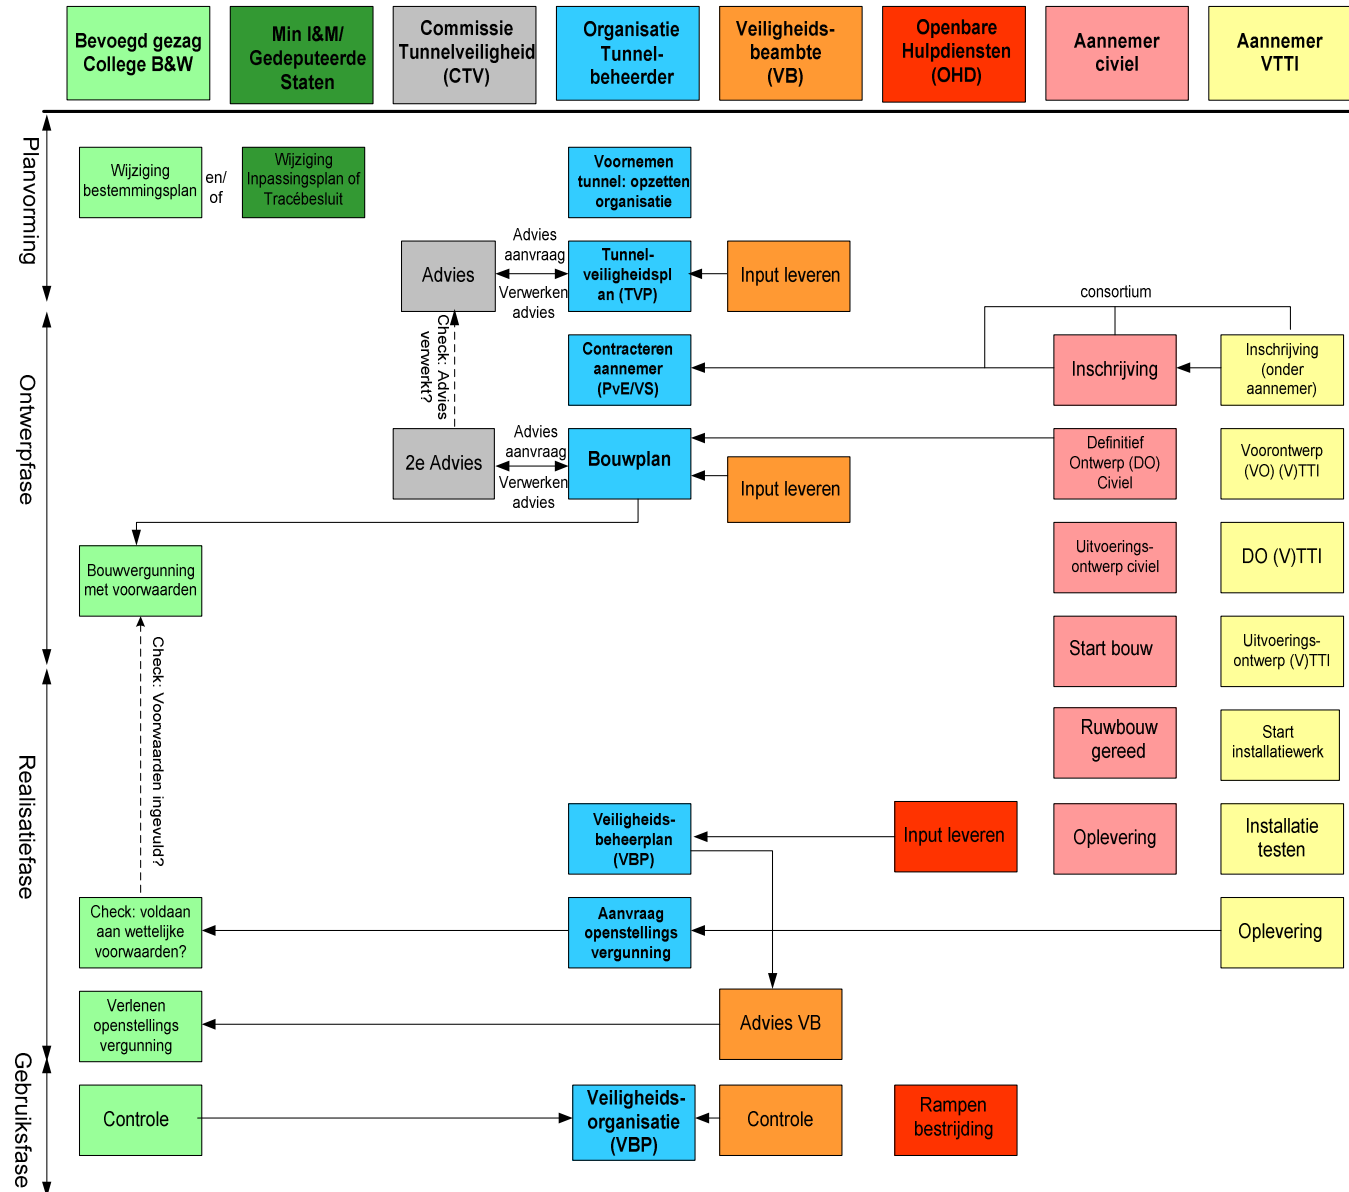 Bevoegd gezag
College B&W
Min I&M/
Gedeputeerde
Staten
Commissie
Tunnelveiligheid
(CTV)
Organisatie
Tunnel-
beheerder
Veiligheids-
beambte
(VB)
Openbare
Hulpdiensten
(OHD)
Aannemer
civiel
Aannemer
VTTI
Planvorming
Wijziging
bestemmingsplan
en/
of
Wijziging
Inpassingsplan of
Tracébesluit
Voornemen
tunnel: opzetten
organisatie
Advies
Advies
aanvraag
Verwerken
advies
Tunnel-
veiligheidspl
an (TVP)
Input leveren
consortium
Ontwerpfase
Check: Advies
verwerkt?
Contracteren
aannemer
(PvE/VS)
Inschrijving
Inschrijving
(onder
aannemer)
2e Advies
Advies
aanvraag
Verwerken
advies
Bouwplan
Input leveren
Definitief
Ontwerp (DO)
Civiel
Voorontwerp
(VO) (V)TTI
Bouwvergunning
met voorwaarden
Uitvoerings-
ontwerp civiel
DO (V)TTI
Check: Voorwaarden ingevuld?
Start bouw
Uitvoerings-
ontwerp (V)TTI
Realisatiefase
Ruwbouw
gereed
Start
installatiewerk
Veiligheids-
beheerplan
(VBP)
Input leveren
Oplevering
Installatie
testen
Check: voldaan
aan wettelijke
voorwaarden?
Aanvraag
openstellings
vergunning
Oplevering
Verlenen
openstellings
vergunning
Advies VB
Gebruiksfase
Controle
Veiligheids-
organisatie
(VBP)
Controle
Rampen
bestrijding